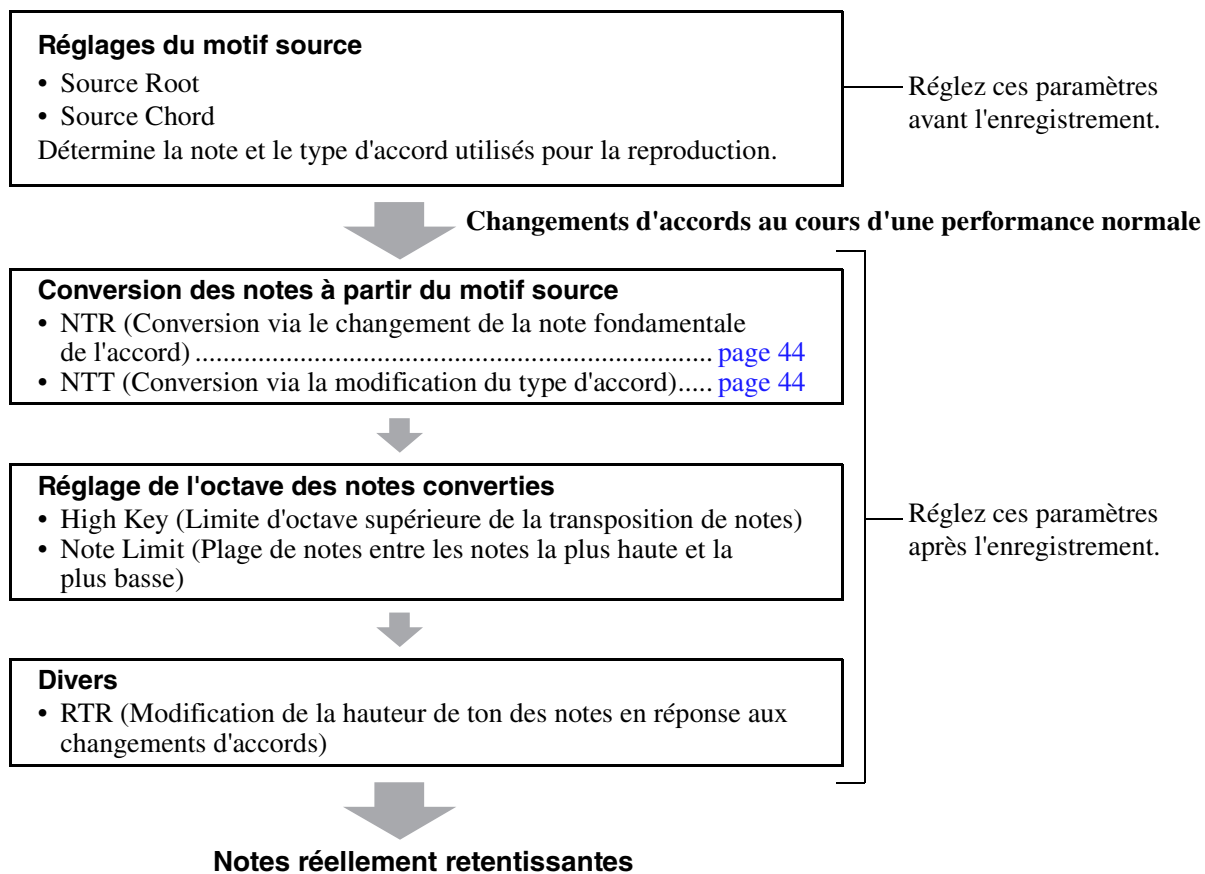 Réglages du motif source
• Source Root
• Source Chord
Détermine la note et le type d'accord utilisés pour la reproduction.
Réglez ces paramètres
avant l'enregistrement.
Changements d'accords au cours d'une performance normale
Conversion des notes à partir du motif source
• NTR (Conversion via le changement de la note fondamentale
de l'accord) ........................................................................... page 44
• NTT (Conversion via la modification du type d'accord)..... page 44
Réglage de l'octave des notes converties
• High Key (Limite d'octave supérieure de la transposition de notes)
• Note Limit (Plage de notes entre les notes la plus haute et la
plus basse)
Réglez ces paramètres
après l'enregistrement.
Divers
• RTR (Modification de la hauteur de ton des notes en réponse aux
changements d'accords)
Notes réellement retentissantes